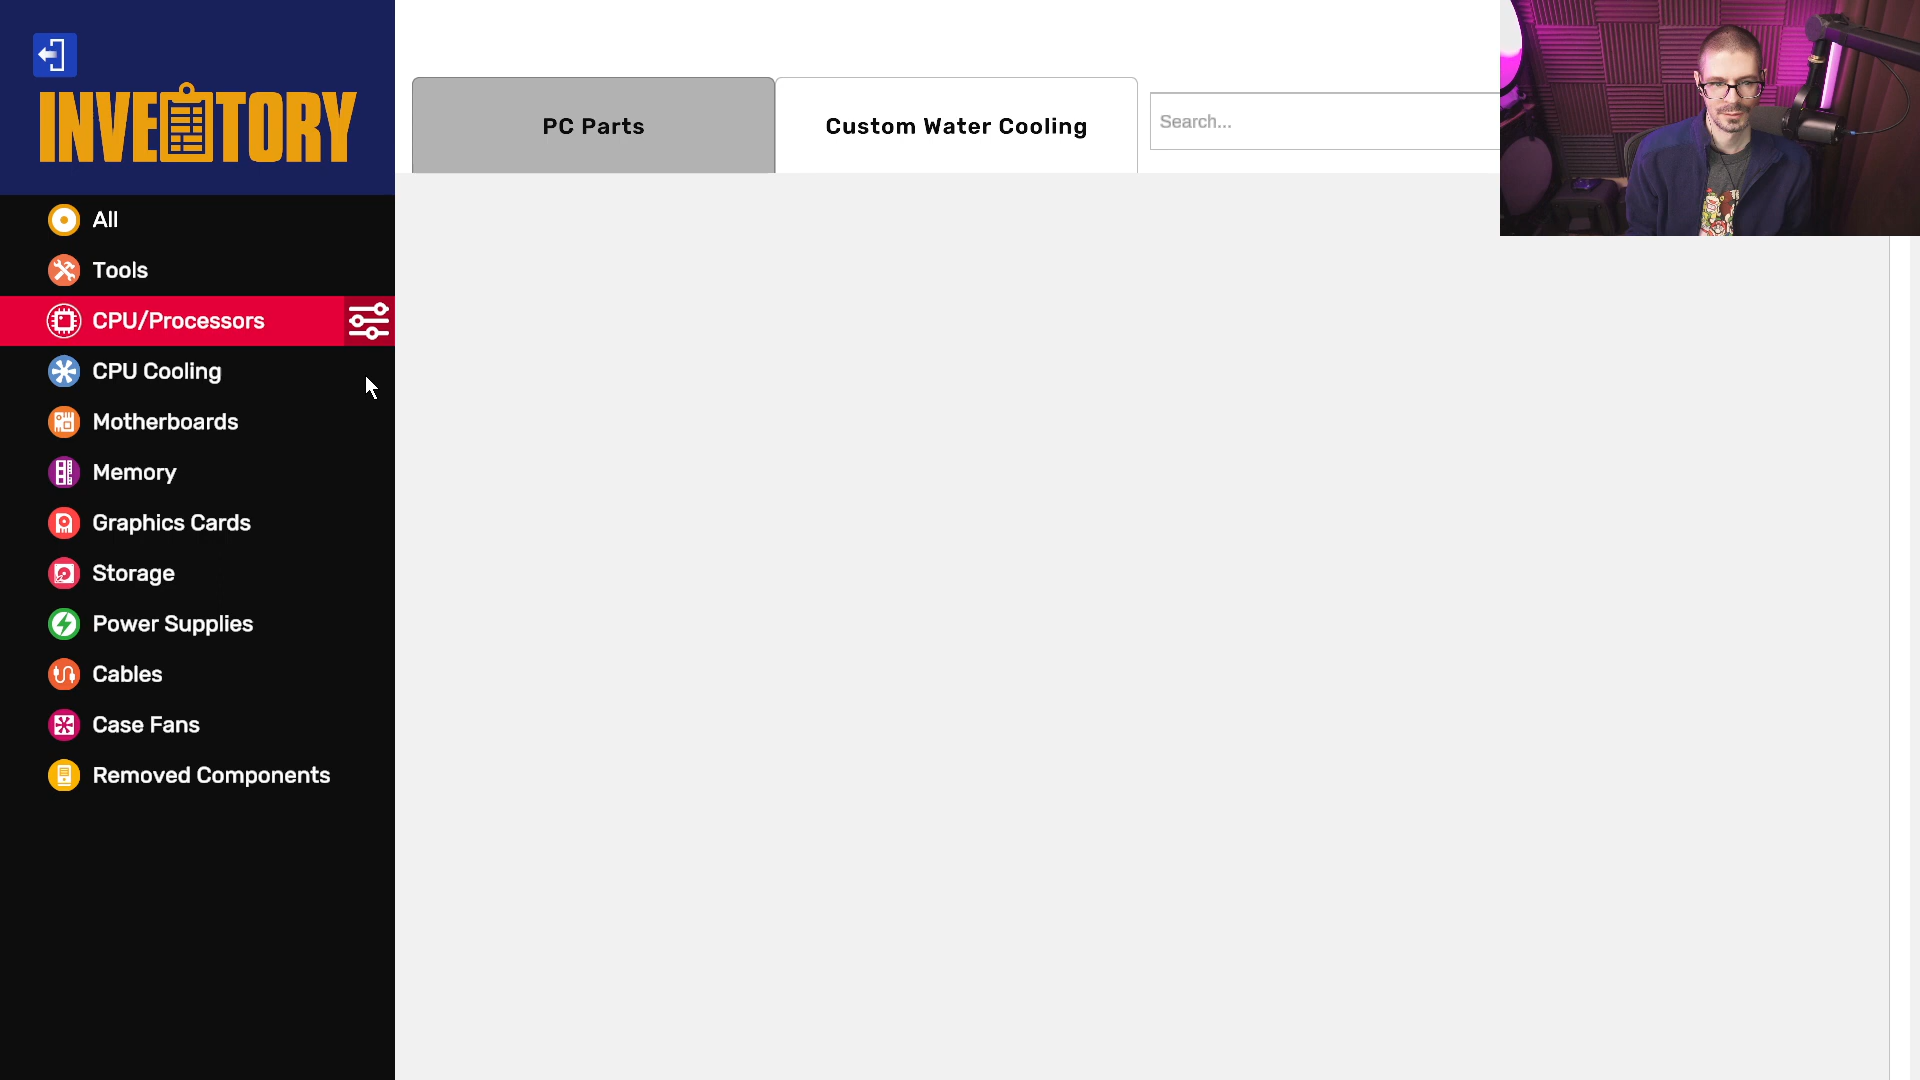 INVENTORY
PC Parts
Custom Water Cooling
Search...
All
Tools
CPU/Processors
CPU Cooling
Motherboards
Memory
Graphics Cards
Storage
Power Supplies
Cables
Case Fans
Removed Components